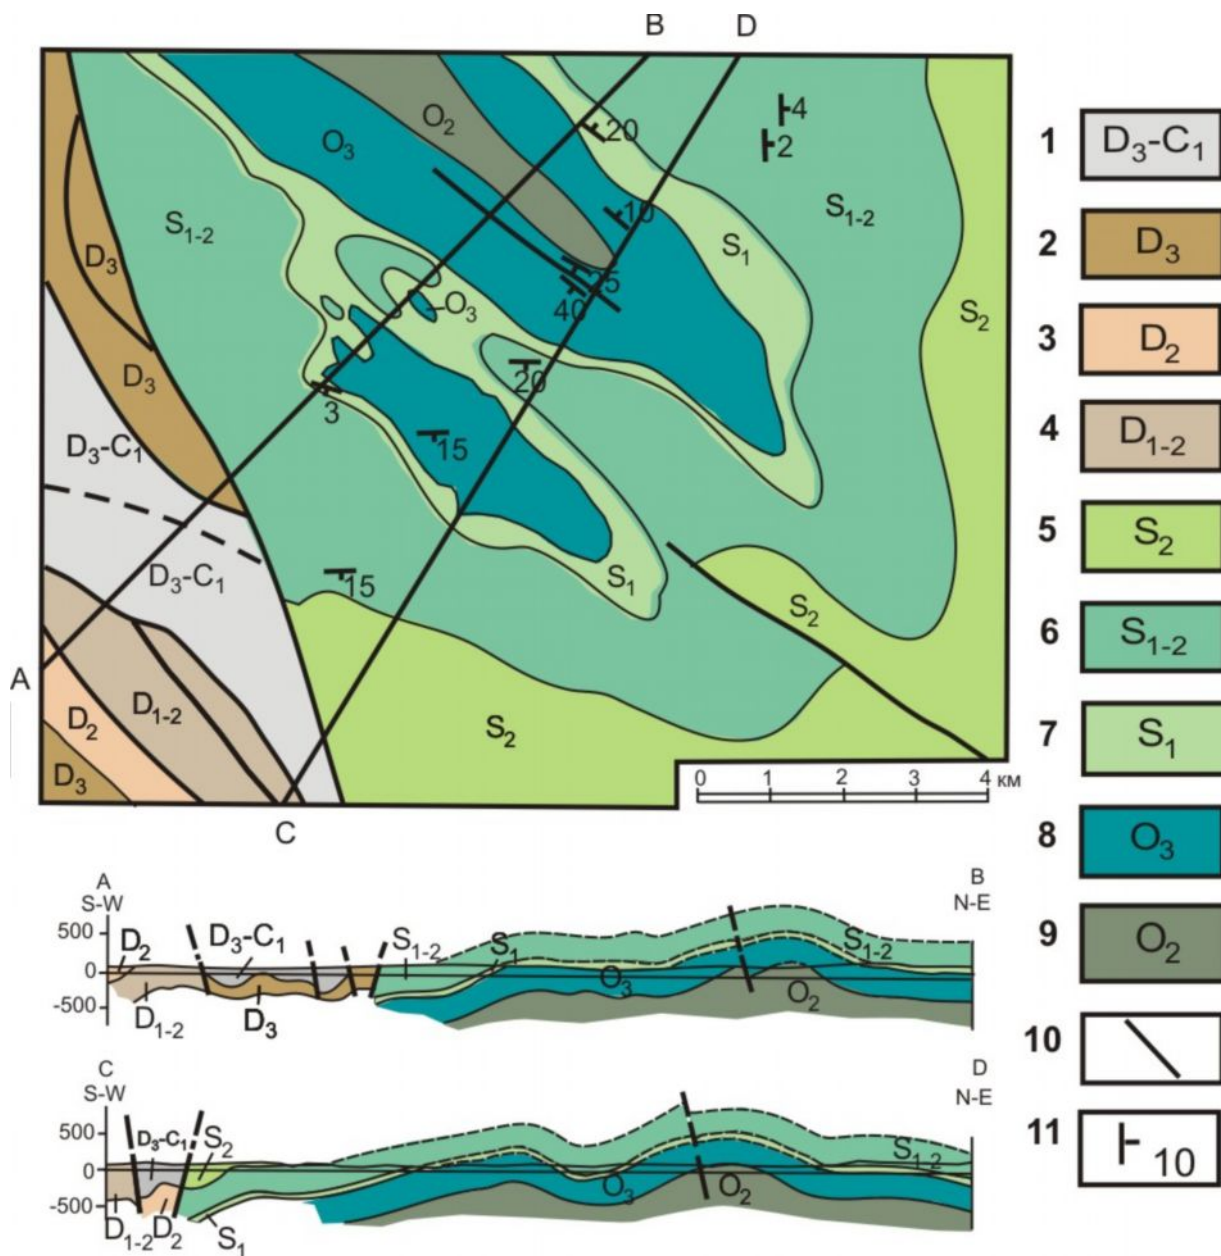 B D
20
4
2
O2
O3
S1-2
S1-2
10
S1
D3
25
40
O3
S2
D3
20
3
15
D3-C1
D3-C1
S1
15
S2
A
D1-2
D2
S2
D3
0 1 2 3 4 км
C
1 D3-C1
2 D3
3 D2
4 D1-2
5 S2
6 S1-2
7 S1
8 O3
9 O2
10
11 10
A
S-W
B
N-E
500
0
-500
D2
D3-C1
S1-2
S1
S1-2
O3
O2
D1-2
D3
C
S-W
D
N-E
500
0
-500
D3-C1
S2
S1-2
O3
O2
D1-2
D2
S1